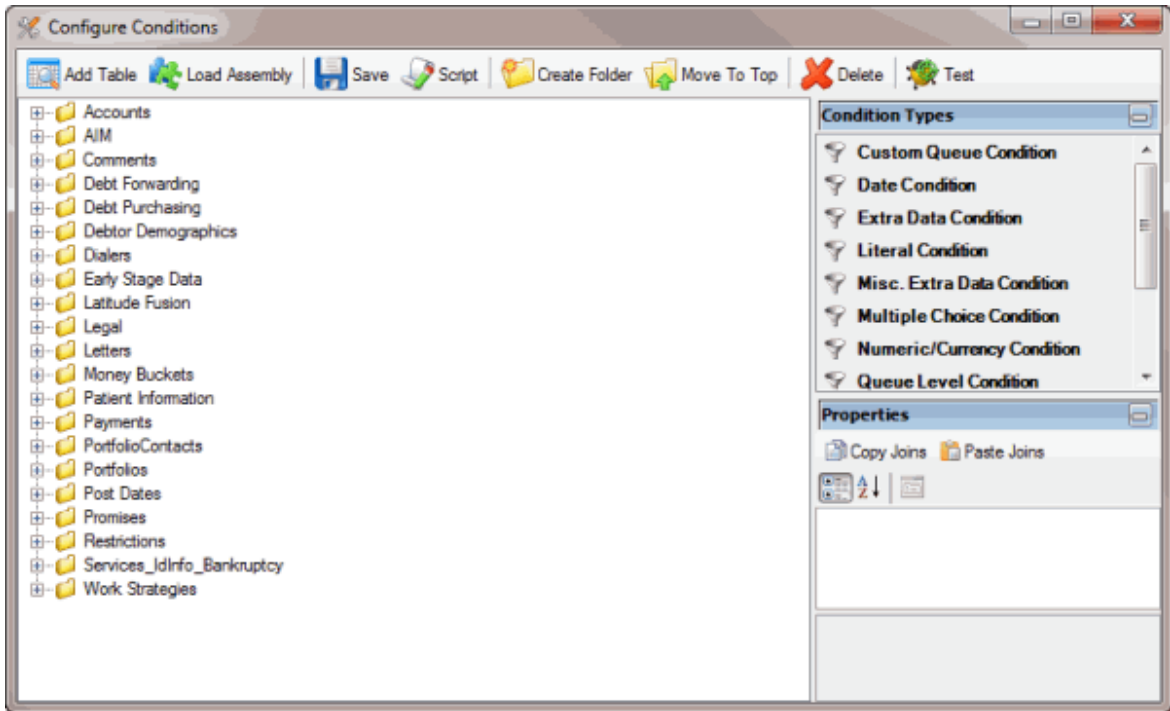 Configure Conditions
Add Table Load Assembly Save Script Create Folder Move To Top Delete Test
Accounts
AIM
Comments
Debt Forwarding
Debt Purchasing
Debtor Demographics
Dialers
Early Stage Data
Latitude Fusion
Legal
Letters
Money Buckets
Patient Information
Payments
PortfolioContacts
Portfolios
Post Dates
Promises
Restrictions
Services_IdInfo_Bankruptcy
Work Strategies
Condition Types
Custom Queue Condition
Date Condition
Extra Data Condition
Literal Condition
Misc. Extra Data Condition
Multiple Choice Condition
Numeric/Currency Condition
Queue Level Condition
Properties
Copy Joins Paste Joins